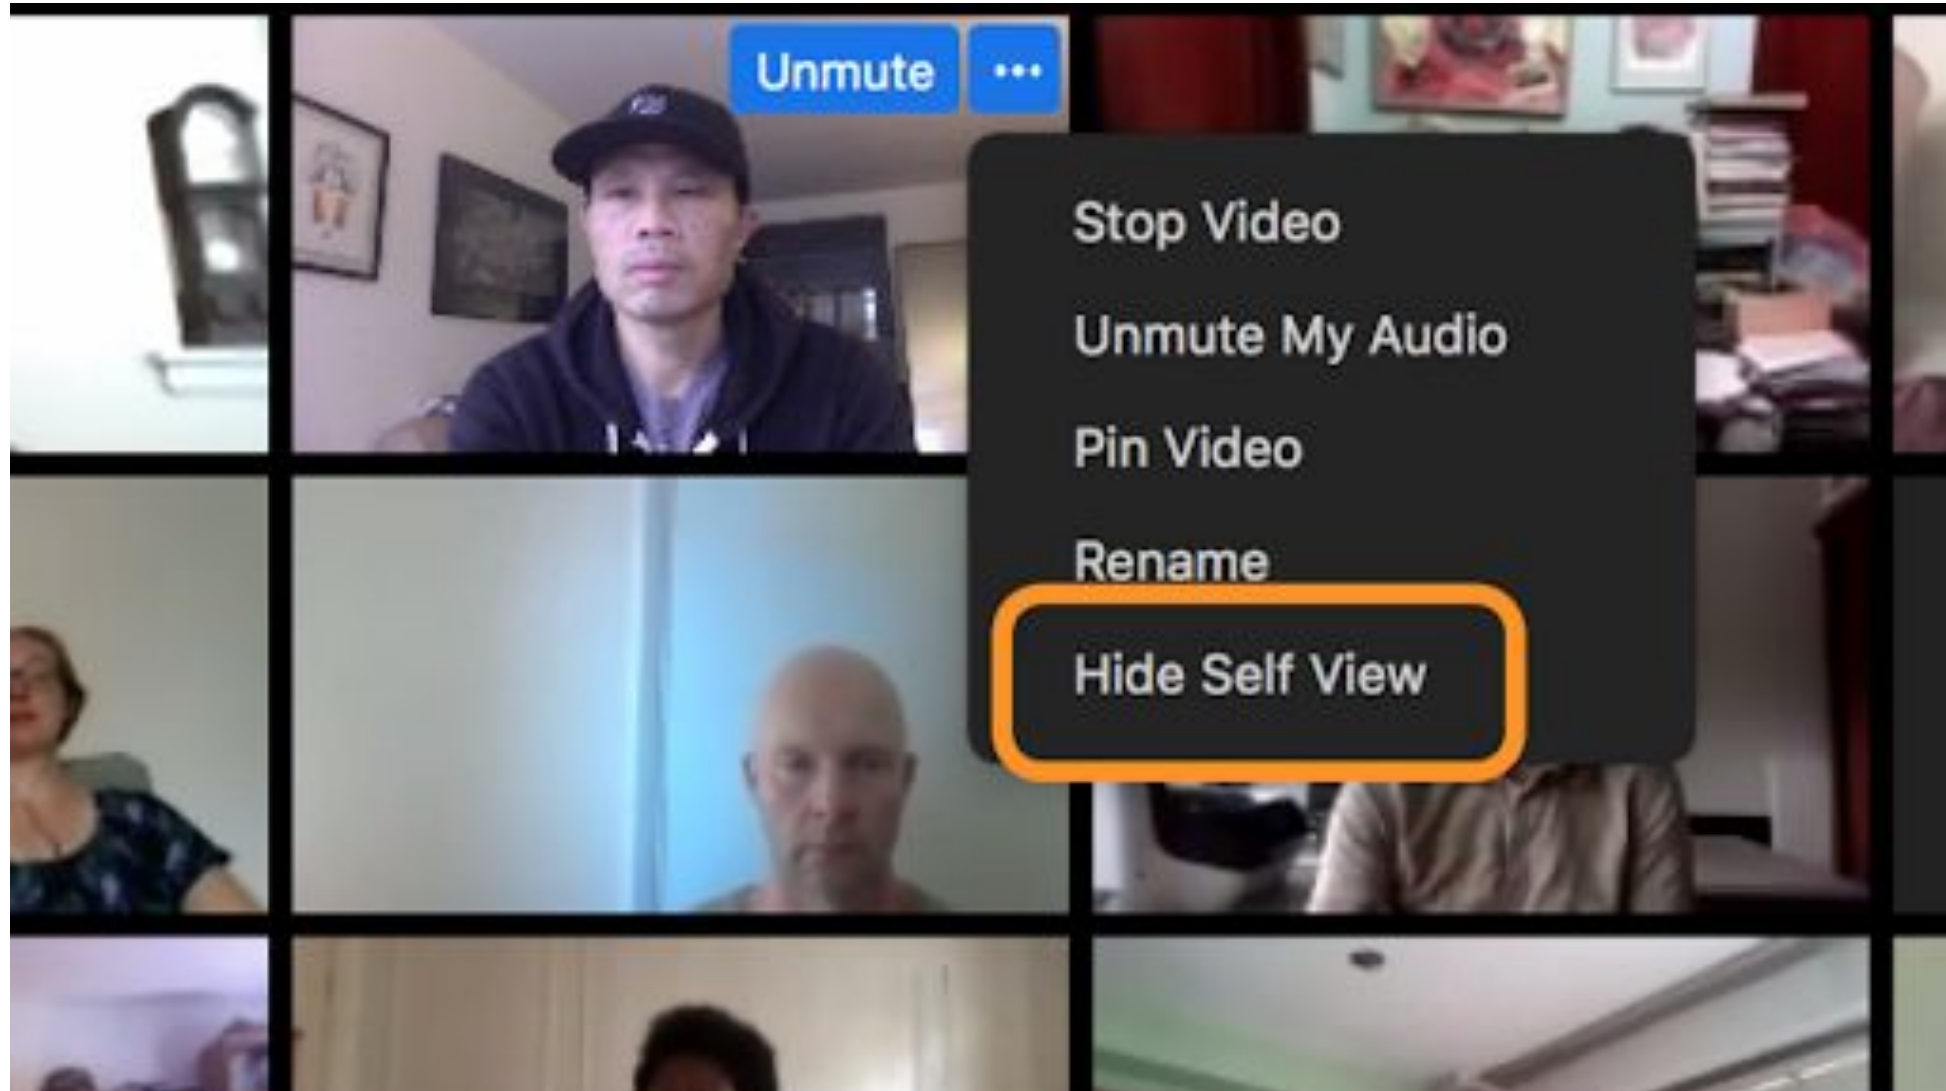 Unmute ...
Stop Video
Unmute My Audio
Pin Video
Rename
Hide Self View